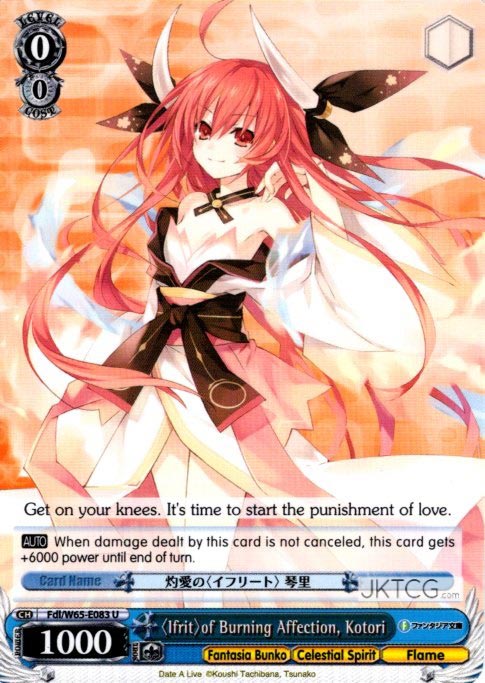 LEVEL
0
0
COST
Get on your knees. It's time to start the punishment of love.
AUTO When damage dealt by this card is not canceled, this card gets
+6000 power until end of turn.
Card Name 灼愛の〈イフリート〉 琴里
JKTCG.com
CH FdI/W65-E083 U
POWER 1000 SOUL 〈Ifrit〉of Burning Affection, Kotori ファンタジア文庫
Fantasia Bunko Celestial Spirit Flame
Date A Live ©Koushi Tachibana, Tsunako